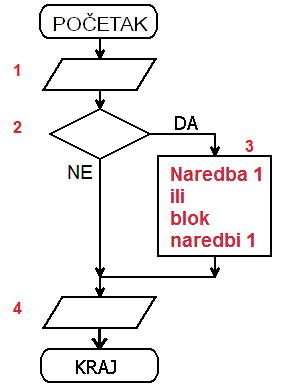 POČETAK
1
2
DA
3
NE
Naredba 1
ili
blok
naredbi 1
4
KRAJ